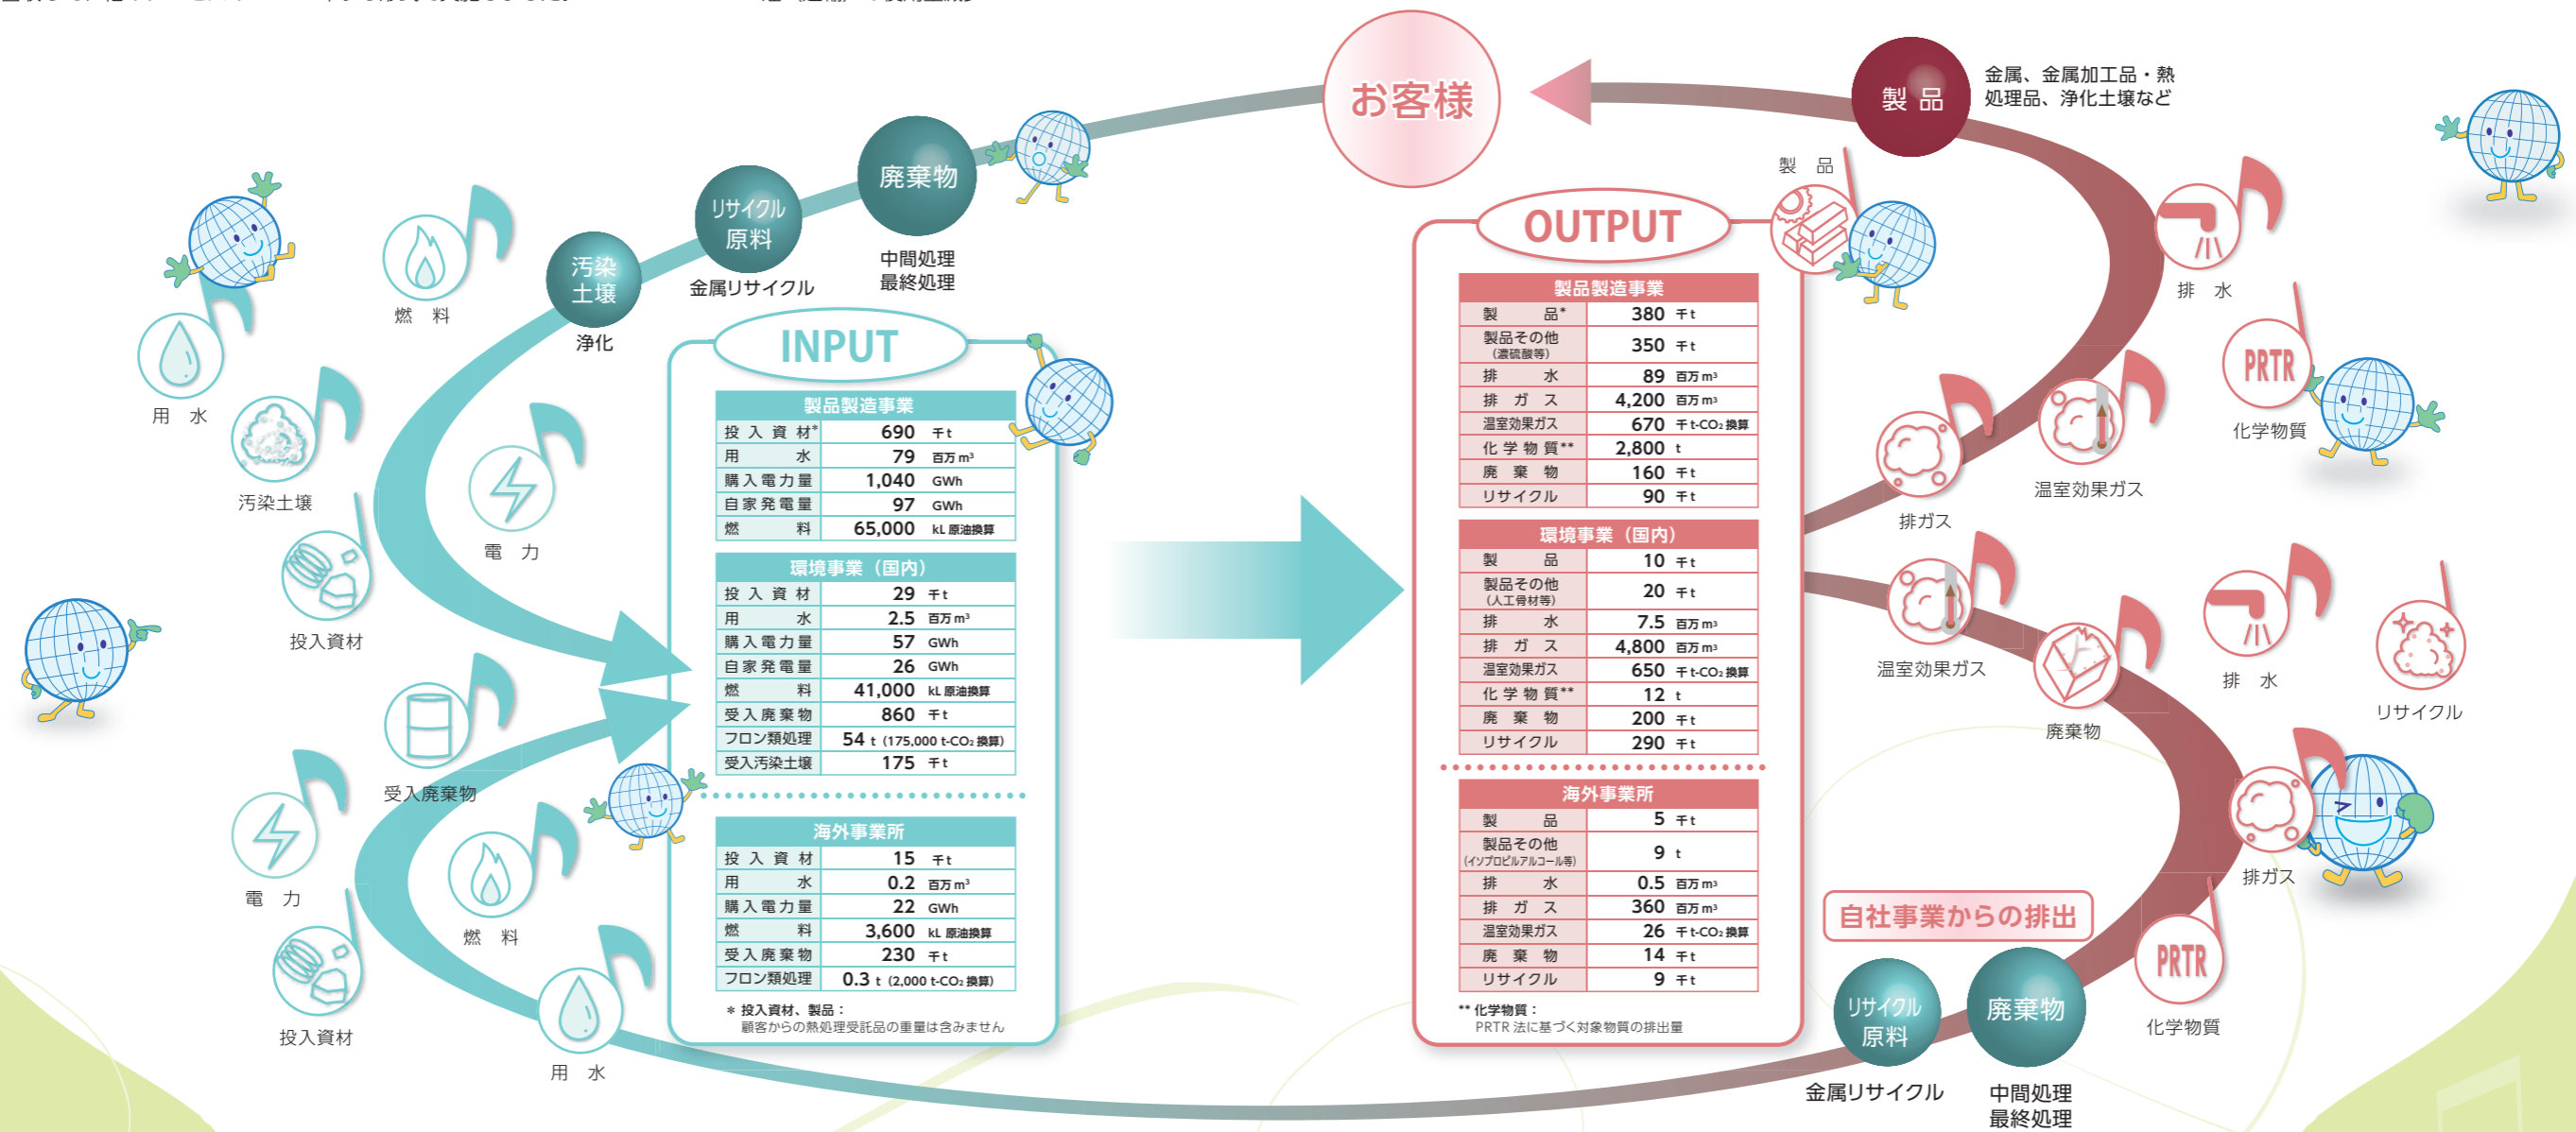 お客様
製 品
金属、金属加工品・熱
処理品、浄化土壌など
廃棄物
中間処理
最終処理
リサイクル
原料
金属リサイクル
汚染
土壌
浄化
燃 料
用 水
汚染土壌
電 力
投入資材
受入廃棄物
電 力
燃 料
投入資材
用 水
INPUT
製品製造事業
投入資材* 690 千t
用水 79 百万m³
購入電力量 1,040 GWh
自家発電量 97 GWh
燃料 65,000 kL 原油換算
環境事業（国内）
投入資材 29 千t
用水 2.5 百万m³
購入電力量 57 GWh
自家発電量 26 GWh
燃料 41,000 kL 原油換算
受入廃棄物 860 千t
フロン類処理 54 t（175,000 t-CO₂ 換算）
受入汚染土壌 175 千t
海外事業所
投入資材 15 千t
用水 0.2 百万m³
購入電力量 22 GWh
燃料 3,600 kL 原油換算
受入廃棄物 230 千t
フロン類処理 0.3 t（2,000 t-CO₂ 換算）
* 投入資材、製品：
顧客からの熱処理受託品の重量は含みません
OUTPUT
製品製造事業
製品* 380 千t
製品その他
（濃硫酸等） 350 千t
排水 89 百万m³
排ガス 4,200 百万m³
温室効果ガス 670 千t-CO₂ 換算
化学物質** 2,800 t
廃棄物 160 千t
リサイクル 90 千t
環境事業（国内）
製品 10 千t
製品その他
（人工骨材等） 20 千t
排水 7.5 百万m³
排ガス 4,800 百万m³
温室効果ガス 650 千t-CO₂ 換算
化学物質** 12 t
廃棄物 200 千t
リサイクル 290 千t
海外事業所
製品 5 千t
製品その他
（イソプロピルアルコール等） 9 t
排水 0.5 百万m³
排ガス 360 百万m³
温室効果ガス 26 千t-CO₂ 換算
廃棄物 14 千t
リサイクル 9 千t
** 化学物質：
PRTR 法に基づく対象物質の排出量
製 品
排 水
PRTR
化学物質
温室効果ガス
排ガス
温室効果ガス
廃棄物
排 水
リサイクル
排ガス
PRTR
化学物質
自社事業からの排出
リサイクル
原料
金属リサイクル
廃棄物
中間処理
最終処理